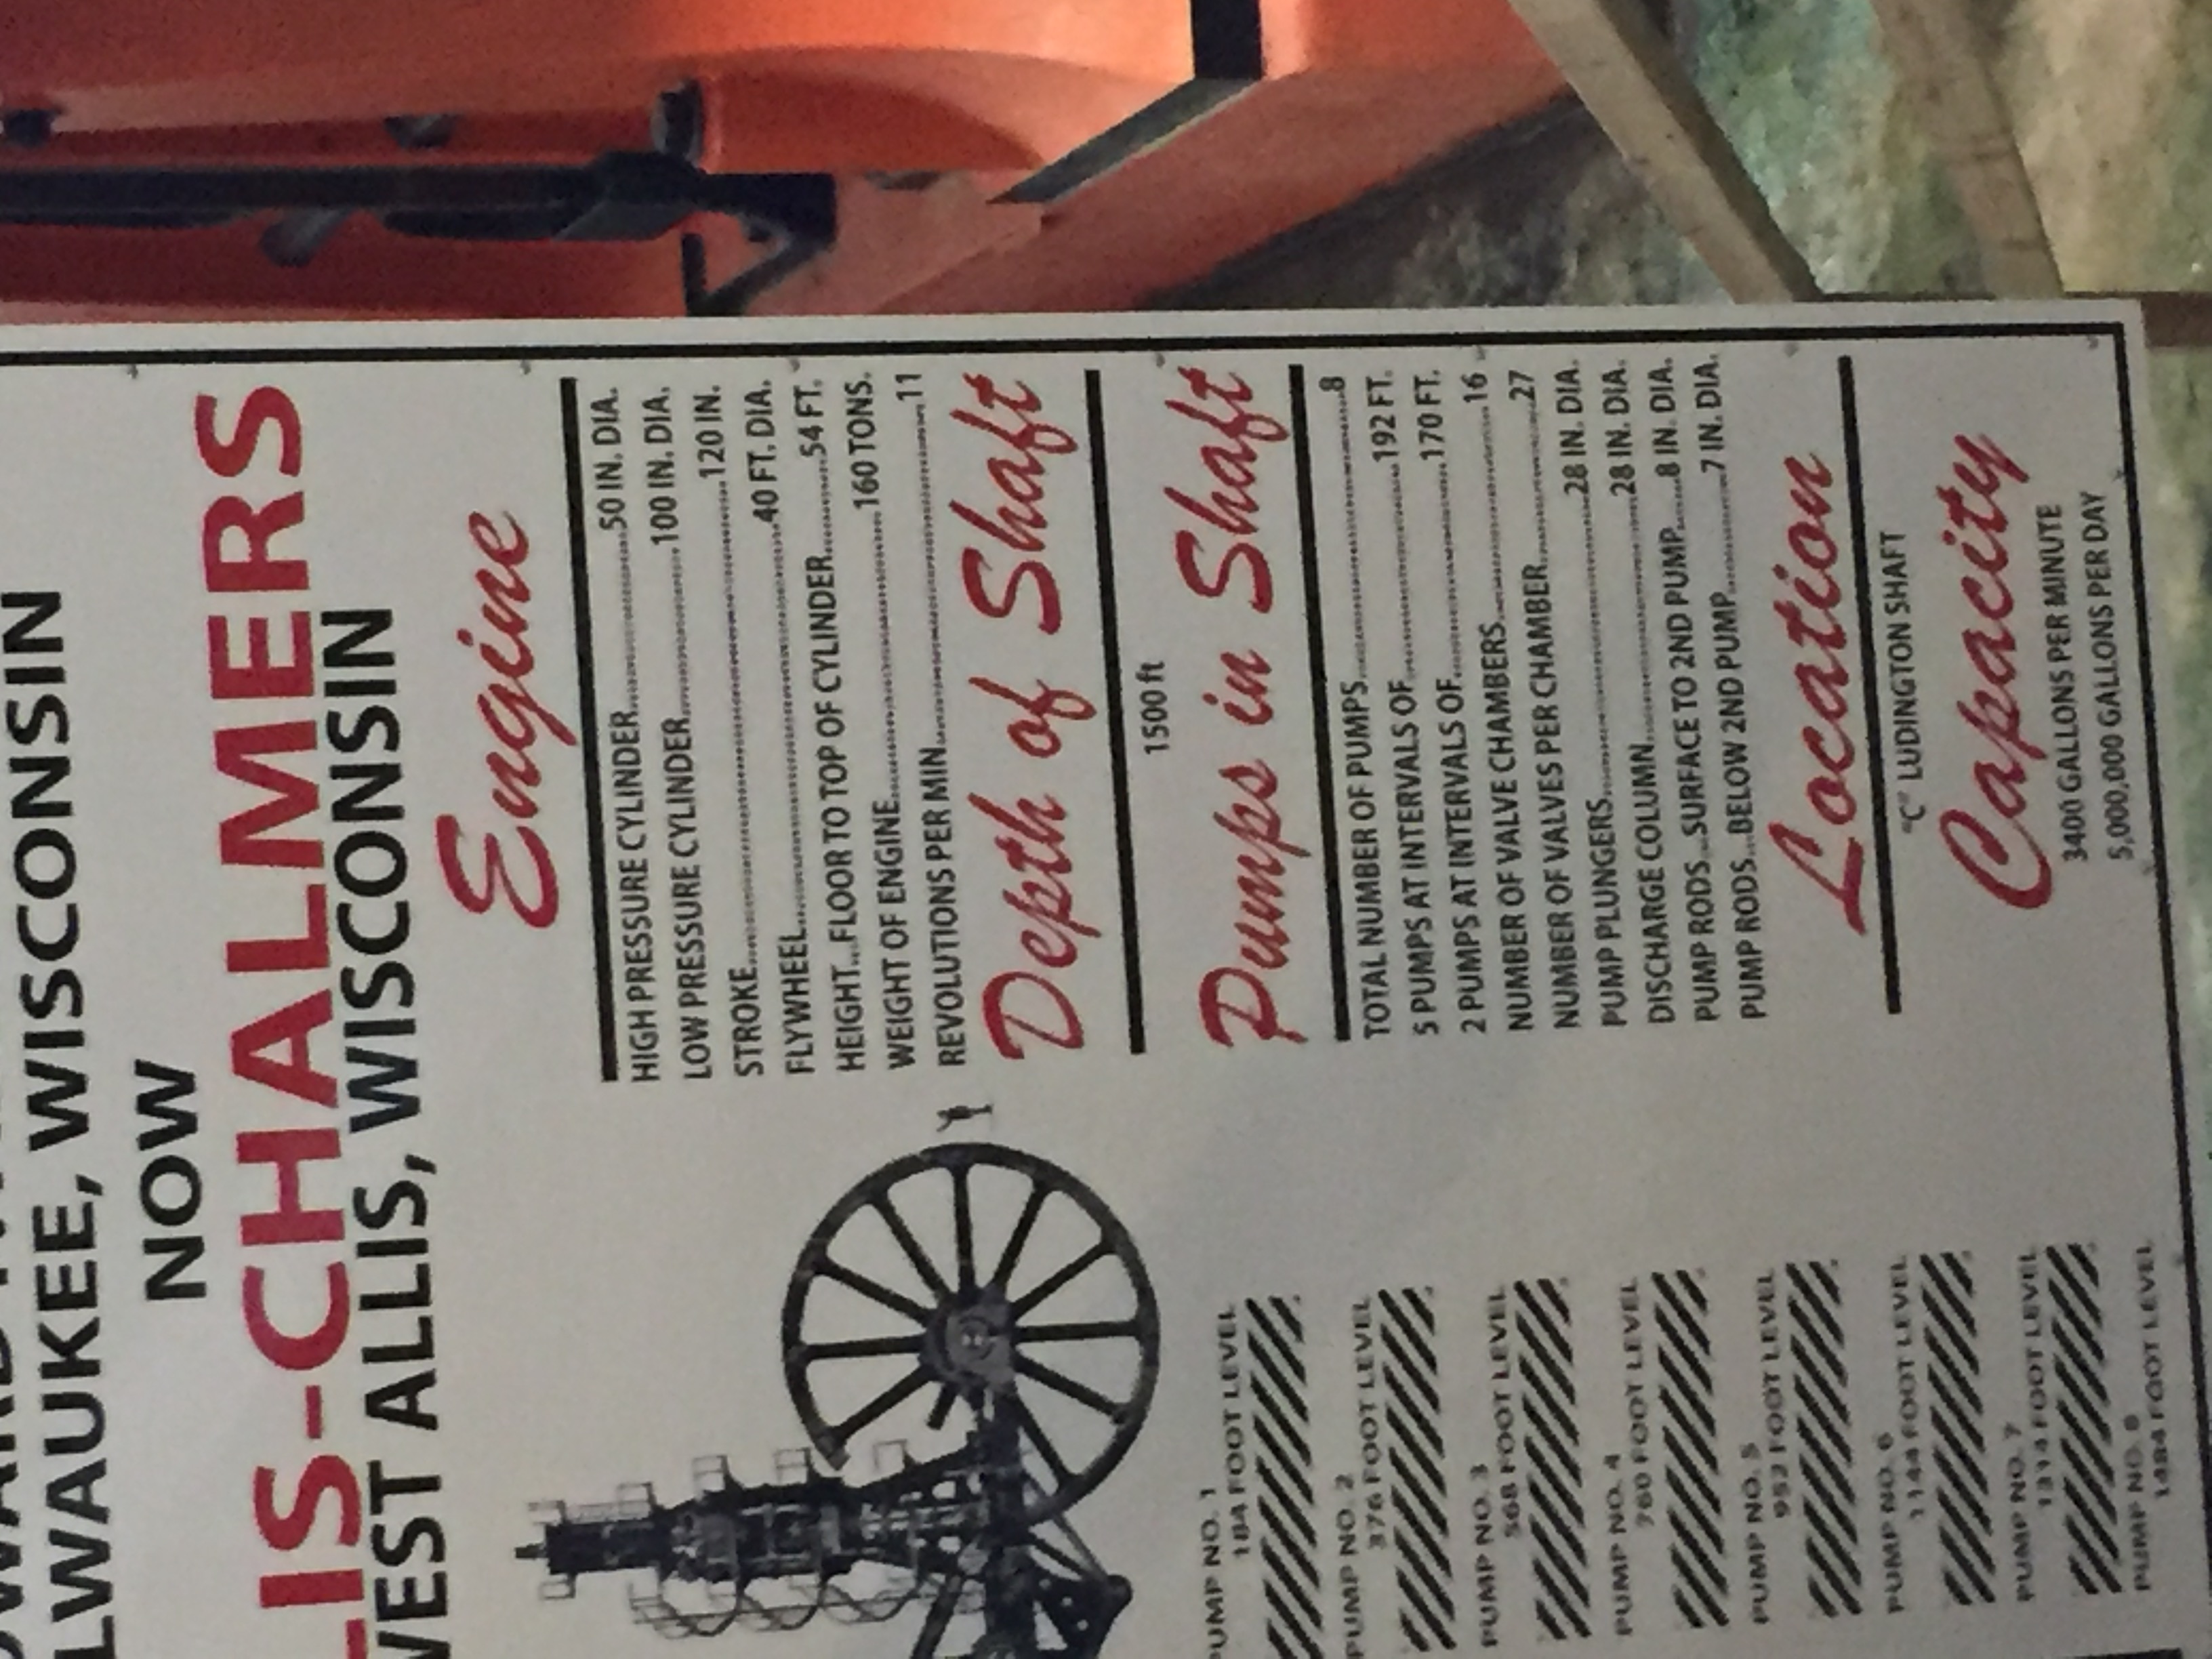 WISCONSIN
NOW
CHALMERS
ALLIS, WISCONSIN
Engine
HIGH PRESSURE CYLINDER.....50 IN. DIA.
LOW PRESSURE CYLINDER.....100 IN. DIA.
STROKE.....120 IN.
FLYWHEEL.....40 FT. DIA.
HEIGHT...FLOOR TO TOP OF CYLINDER.....54 FT.
WEIGHT OF ENGINE.....160 TONS.
REVOLUTIONS PER MIN.....11
Depth of Shaft
1500 ft
Pumps in Shaft
TOTAL NUMBER OF PUMPS.....8
5 PUMPS AT INTERVALS OF.....192 FT.
2 PUMPS AT INTERVALS OF.....170 FT.
NUMBER OF VALVE CHAMBERS.....16
NUMBER OF VALVES PER CHAMBER.....27
PUMP PLUNGERS.....28 IN. DIA.
DISCHARGE COLUMN.....28 IN. DIA.
PUMP RODS...SURFACE TO 2ND PUMP.....8 IN. DIA.
PUMP RODS...BELOW 2ND PUMP.....7 IN. DIA.
Location
"C" LUDINGTON SHAFT
Capacity
3400 GALLONS PER MINUTE
5,000,000 GALLONS PER DAY
PUMP NO. 1
184 FOOT LEVEL
PUMP NO. 2
376 FOOT LEVEL
PUMP NO. 3
568 FOOT LEVEL
PUMP NO. 4
760 FOOT LEVEL
PUMP NO. 5
952 FOOT LEVEL
PUMP NO. 6
1144 FOOT LEVEL
PUMP NO. 7
1314 FOOT LEVEL
PUMP NO. 8
1484 FOOT LEVEL